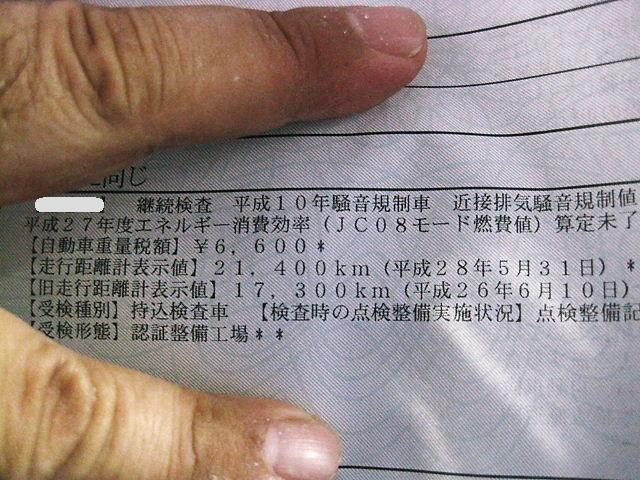 同じ
】 継続検査 平成10年騒音規制車 近接排気騒音規制値
平成27年度エネルギー消費効率(JC08モード燃費値)算定未了
【自動車重量税額】¥6,600*
【走行距離計表示値】21,400km(平成28年5月31日) *
【旧走行距離計表示値】17,300km(平成26年6月10日)
【受検種別】持込検査車 【検査時の点検整備実施状況】点検整備記
【受検形態】認証整備工場**